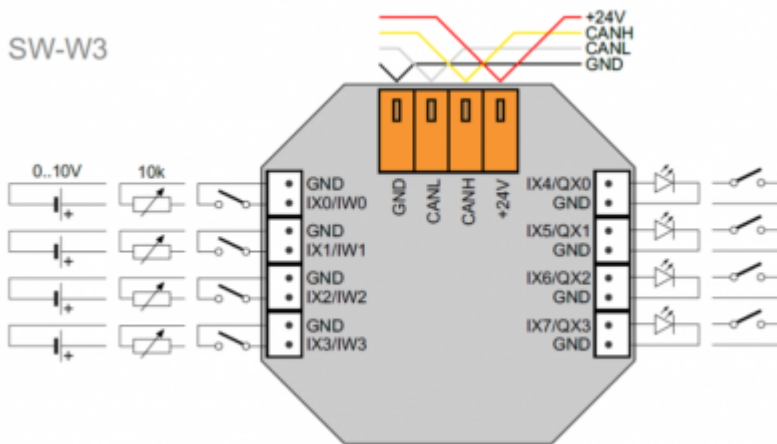 SW-W3
+24V
CANH
CANL
GND
0..10V
10k
GND
IX0/IW0
GND
IX1/IW1
GND
IX2/IW2
GND
IX3/IW3
GND
CANL
CANH
+24V
IX4/QX0
GND
IX5/QX1
GND
IX6/QX2
GND
IX7/QX3
GND
+
+
+
+